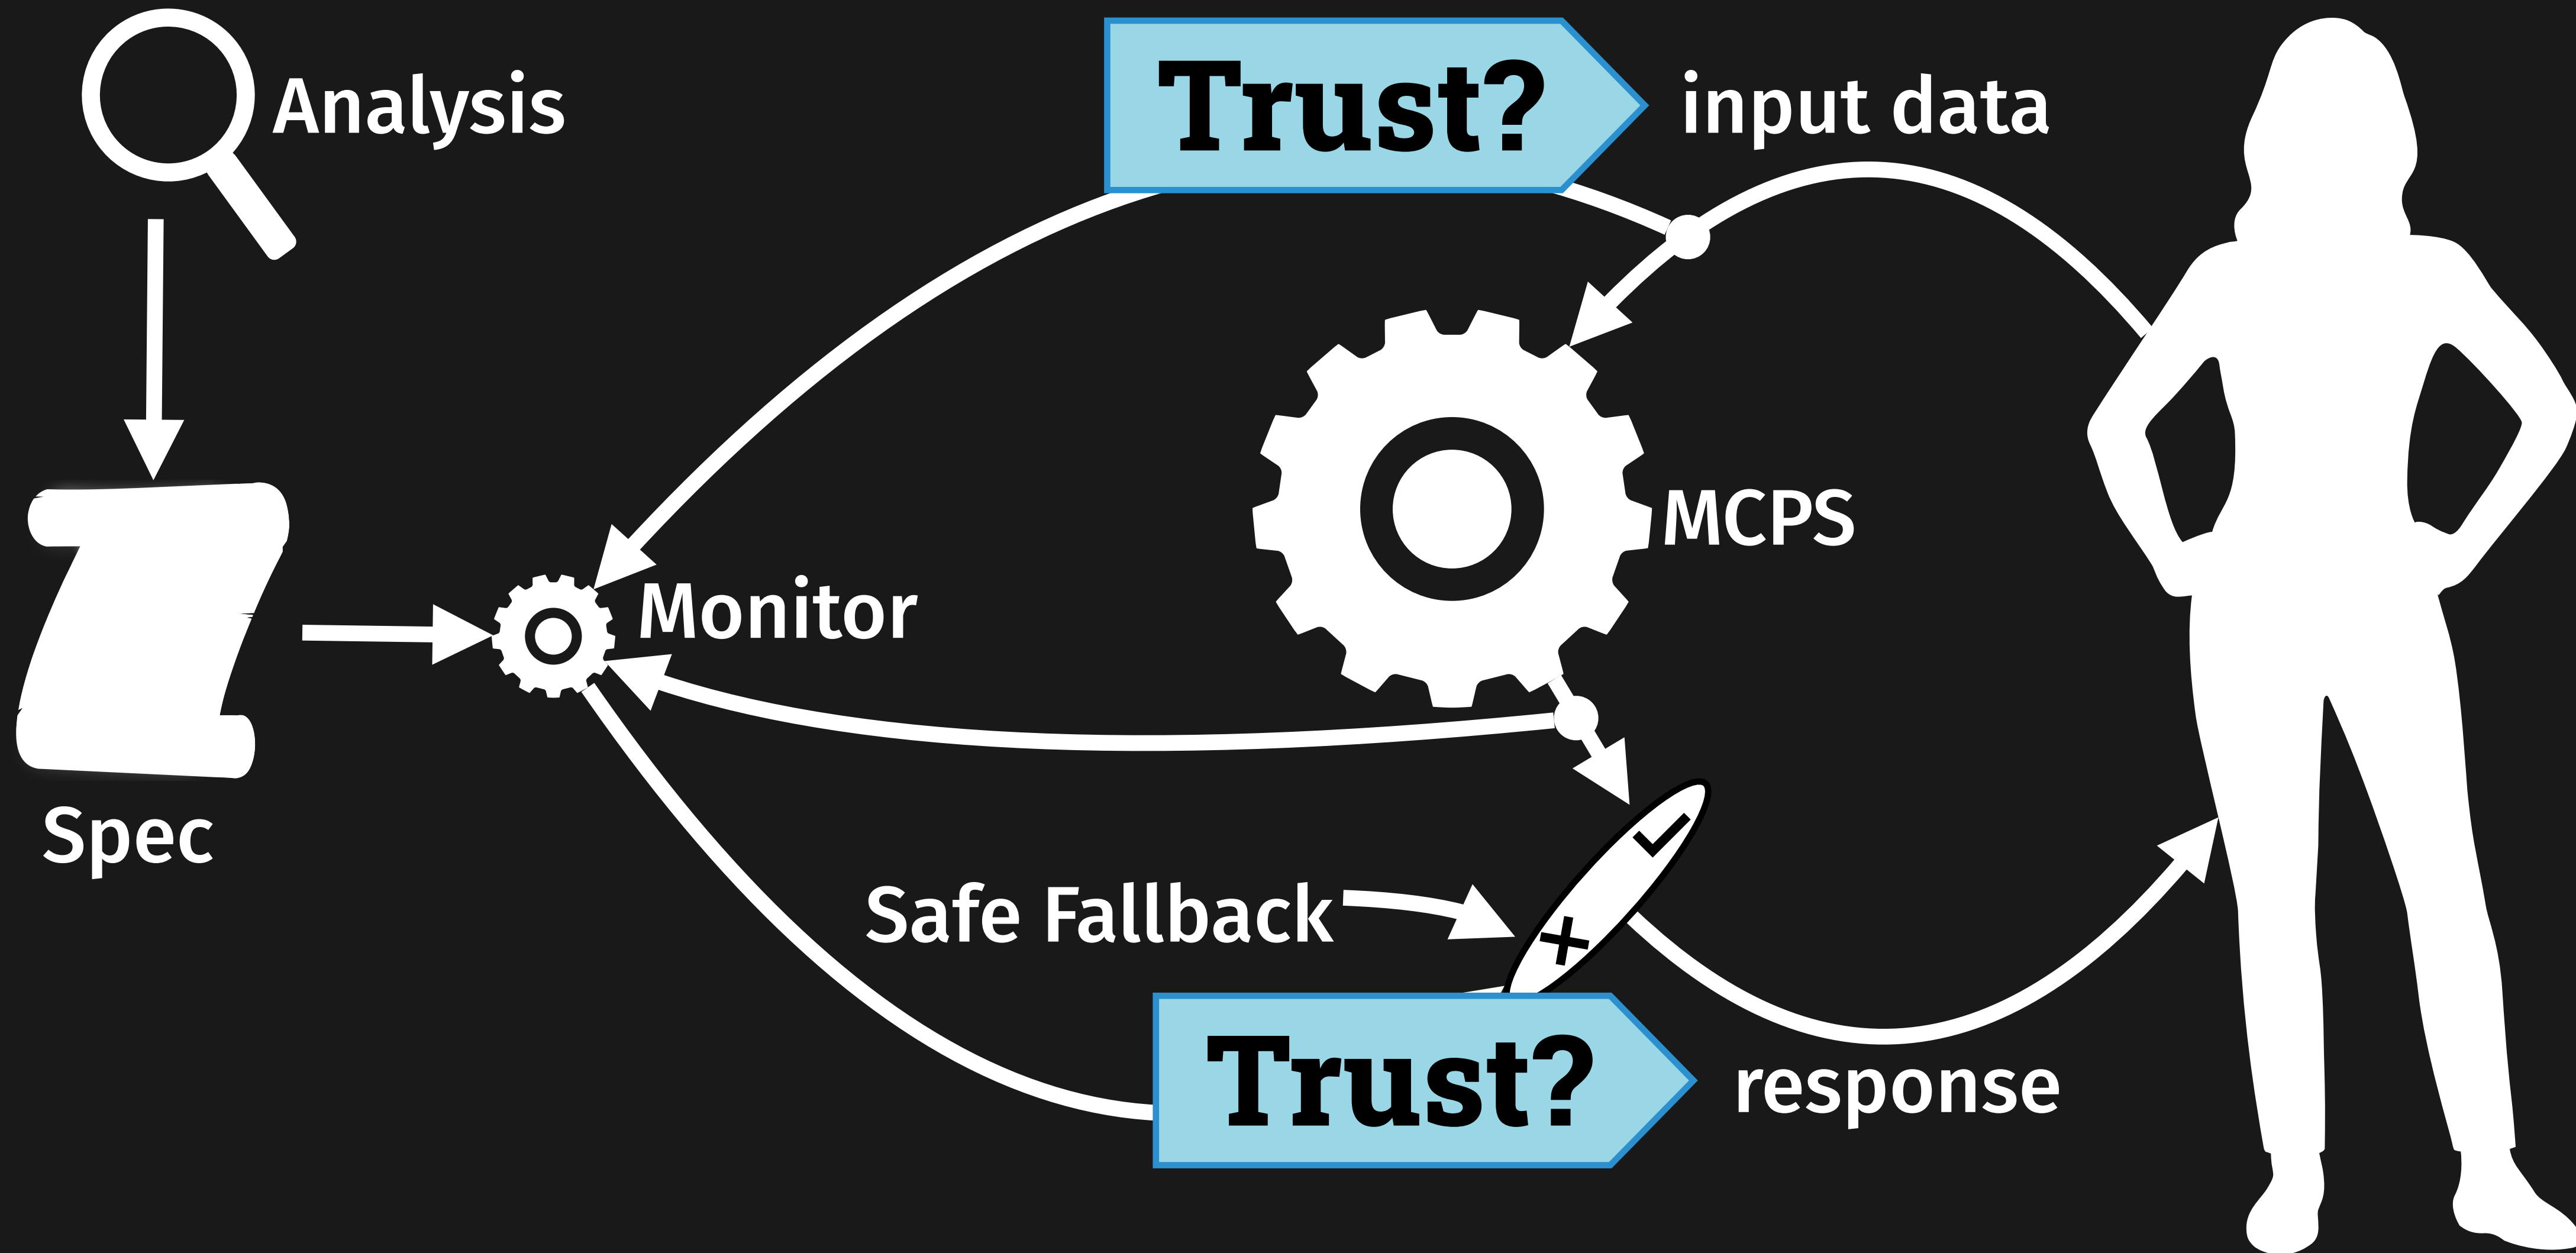 Trust?
input data
Analysis
MCPS
Monitor
Spec
Safe Fallback
Trust?
response